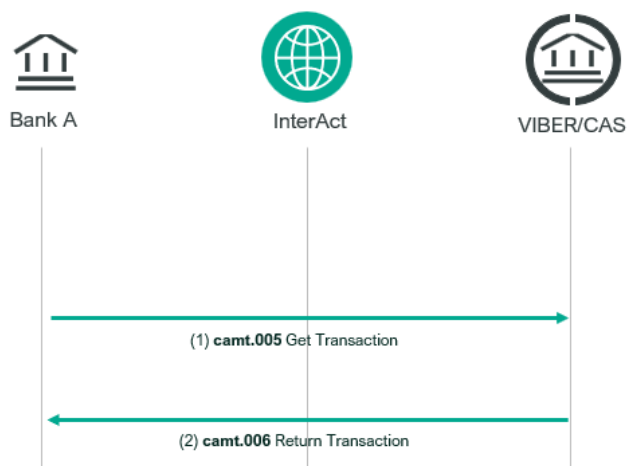 Bank A
InterAct
VIBER/CAS
(1) camt.005 Get Transaction
(2) camt.006 Return Transaction